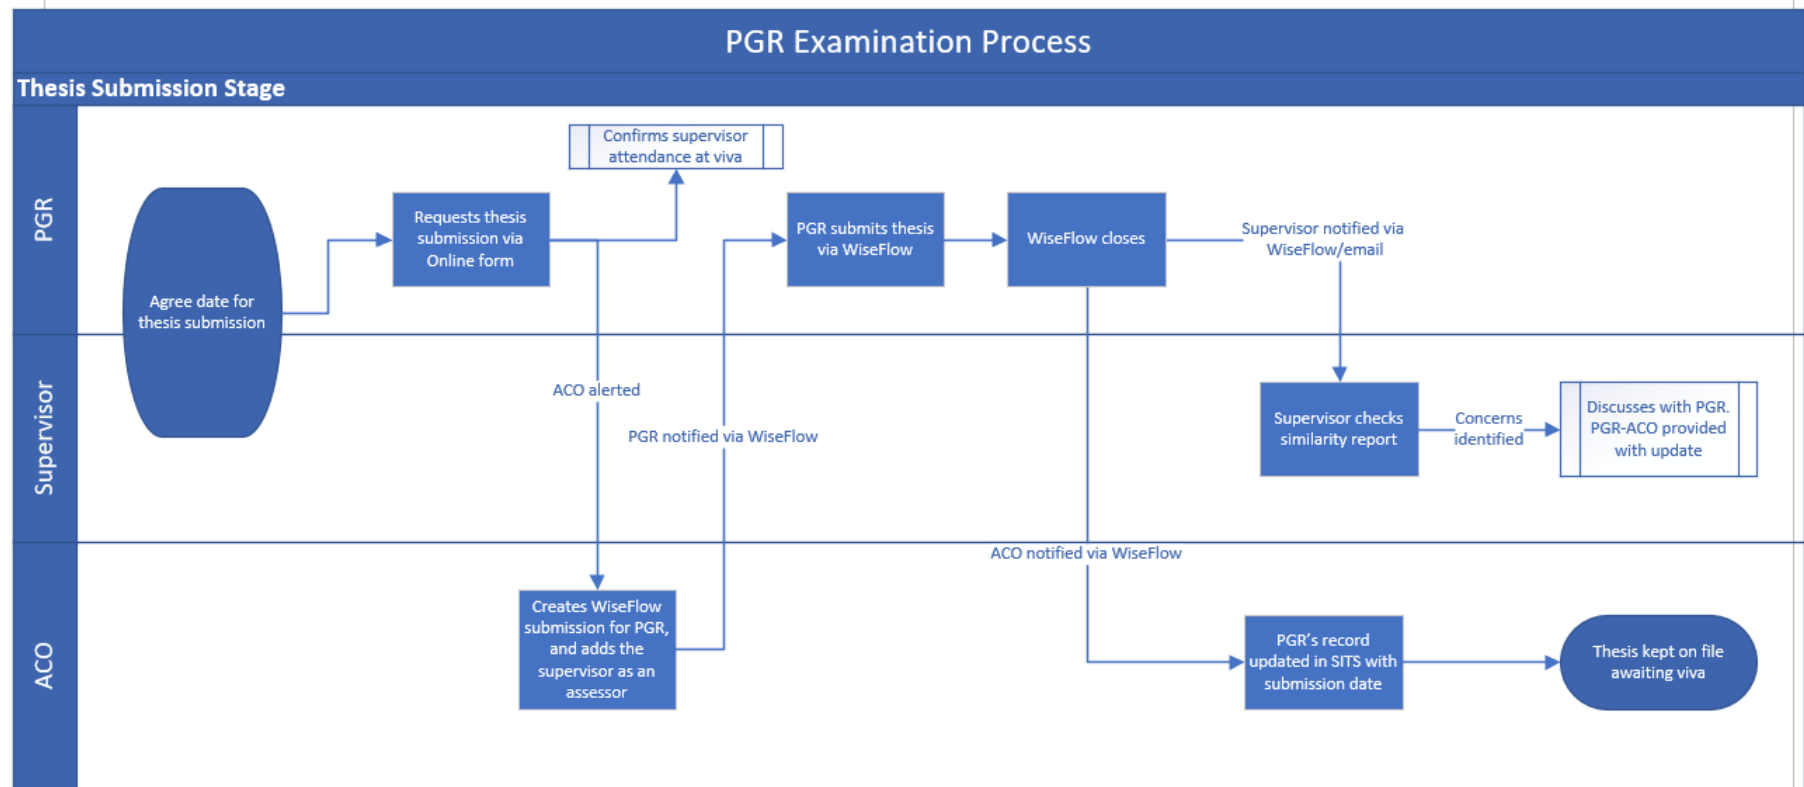 PGR Examination Process
Thesis Submission Stage
PGR
Agree date for
thesis submission
Requests thesis
submission via
Online form
Confirms supervisor
attendance at viva
PGR submits thesis
via WiseFlow
WiseFlow closes
Supervisor notified via
WiseFlow/email
Supervisor
ACO alerted
PGR notified via WiseFlow
Supervisor checks
similarity report
Concerns
identified
Discusses with PGR.
PGR-ACO provided
with update
ACO
ACO notified via WiseFlow
Creates WiseFlow
submission for PGR,
and adds the
supervisor as an
assessor
PGR’s record
updated in SITS with
submission date
Thesis kept on file
awaiting viva